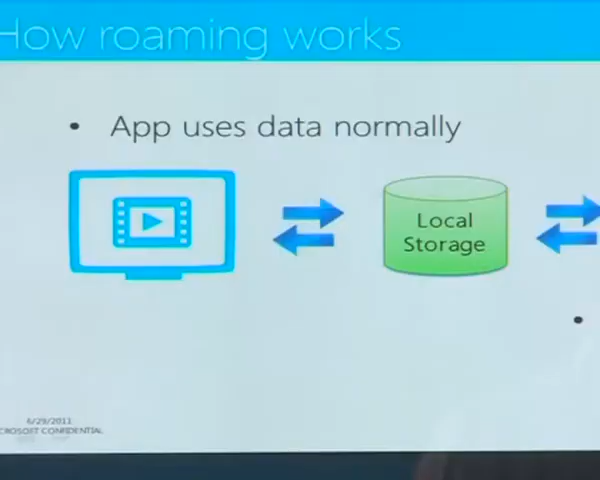 How roaming works
• App uses data normally
Local
Storage
•
6/29/2011
CROSOFT CONFIDENTIAL